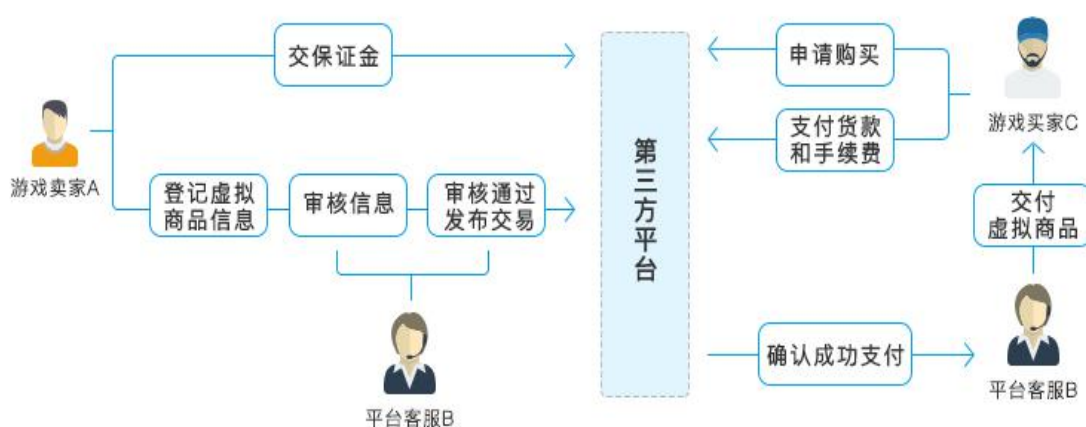 交保证金
游戏卖家A
登记虚拟
商品信息
审核信息
审核通过
发布交易
平台客服B
第三方平台
申请购买
支付货款
和手续费
游戏买家C
交付
虚拟商品
确认成功支付
平台客服B